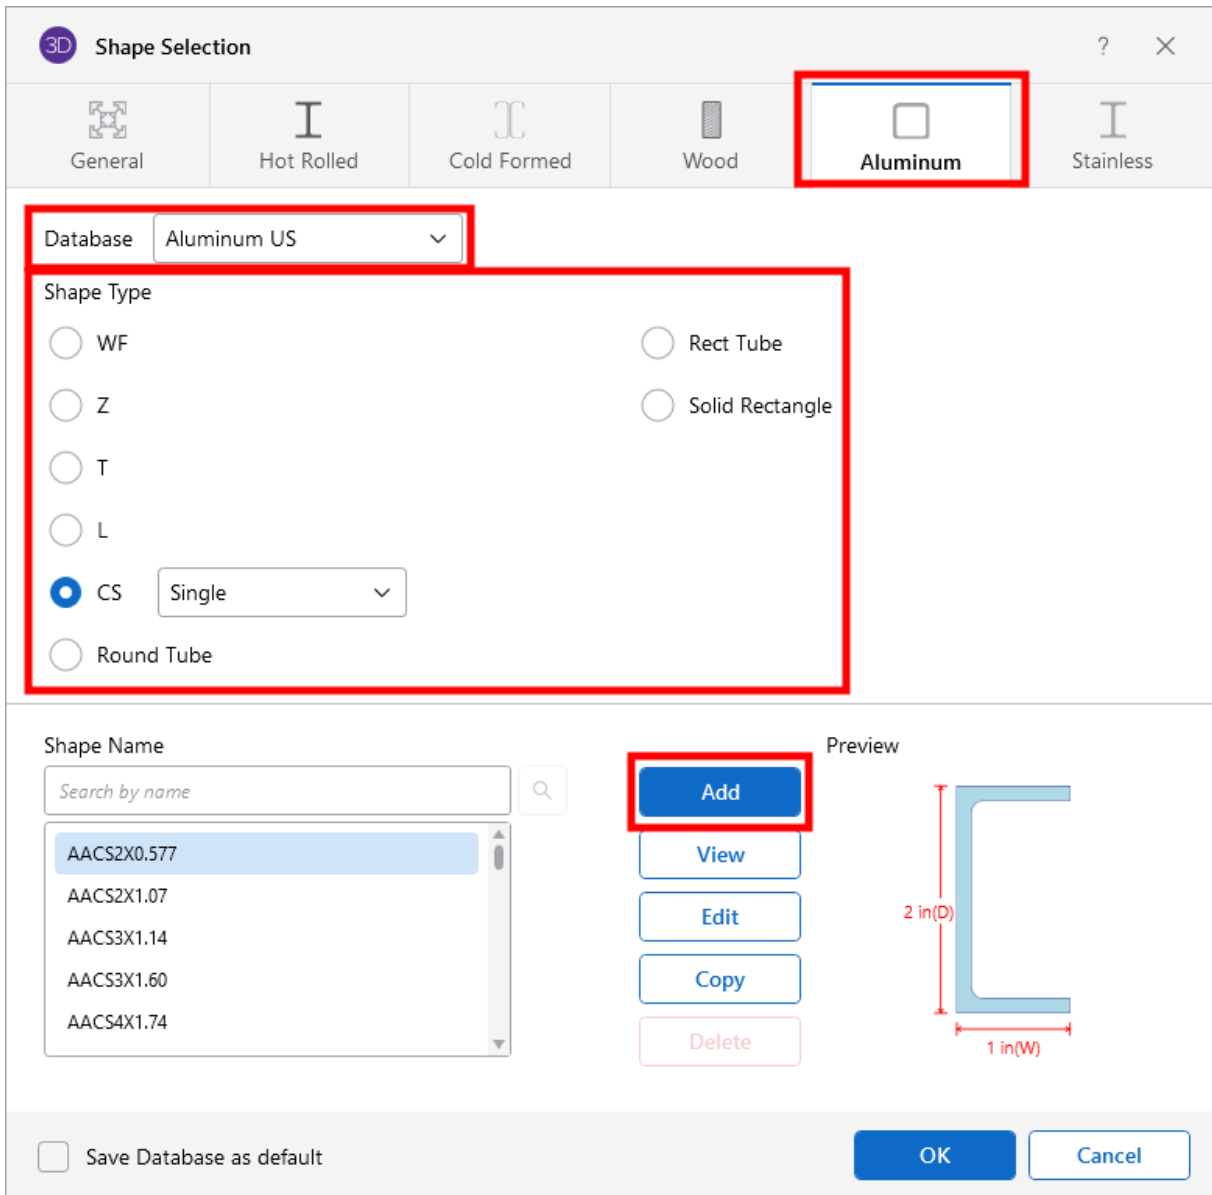 3D Shape Selection ?
General Hot Rolled Cold Formed Wood Aluminum Stainless
Database Aluminum US
Shape Type
WF Rect Tube
Z Solid Rectangle
T
L
CS Single
Round Tube
Shape Name
Preview
Search by name
Add
AACS2X0.577
View
AACS2X1.07
Edit
AACS3X1.14
AACS3X1.60
Copy
AACS4X1.74
Delete
2 in(D)
1 in(W)
Save Database as default OK Cancel